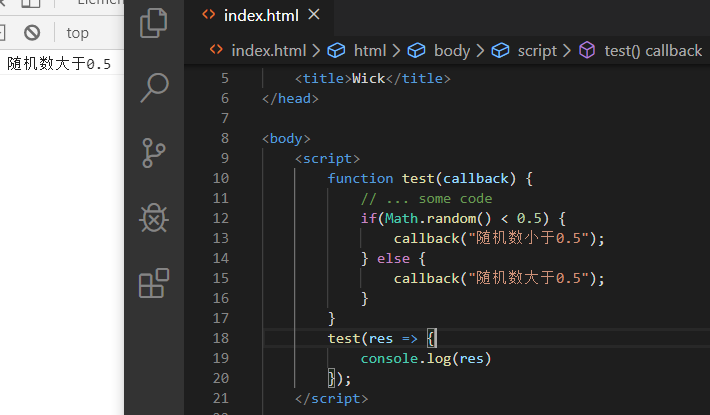 Elemen
top
随机数大于0.5
index.html
index.html > html > body > script > test() callback
5 <title>Wick</title>
6 </head>
7
8 <body>
9 <script>
10 function test(callback) {
11 // ... some code
12 if(Math.random() < 0.5) {
13 callback("随机数小于0.5");
14 } else {
15 callback("随机数大于0.5");
16 }
17 }
18 test(res => {
19 console.log(res)
20 });
21 </script>